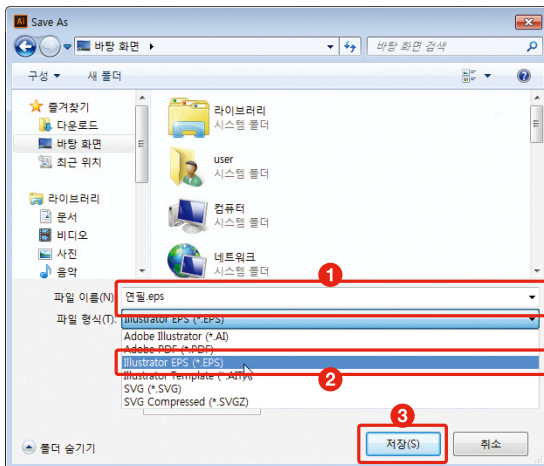 Ai Save As
바탕 화면
바탕 화면 검색
구성 새 폴더
즐겨찾기
다운로드
바탕 화면
최근 위치
라이브러리
문서
비디오
사진
음악
라이브러리
시스템 폴더
user
시스템 폴더
컴퓨터
시스템 폴더
네트워크
시스템 폴더
1
파일 이름(N): 연필.eps
파일 형식(T): Illustrator EPS (*.EPS)
Adobe Illustrator (*.AI)
Adobe PDF (*.PDF)
Illustrator EPS (*.EPS)
Illustrator Template (*.AIT)
SVG (*.SVG)
SVG Compressed (*.SVGZ)
2
3
폴더 숨기기
저장(S)
취소